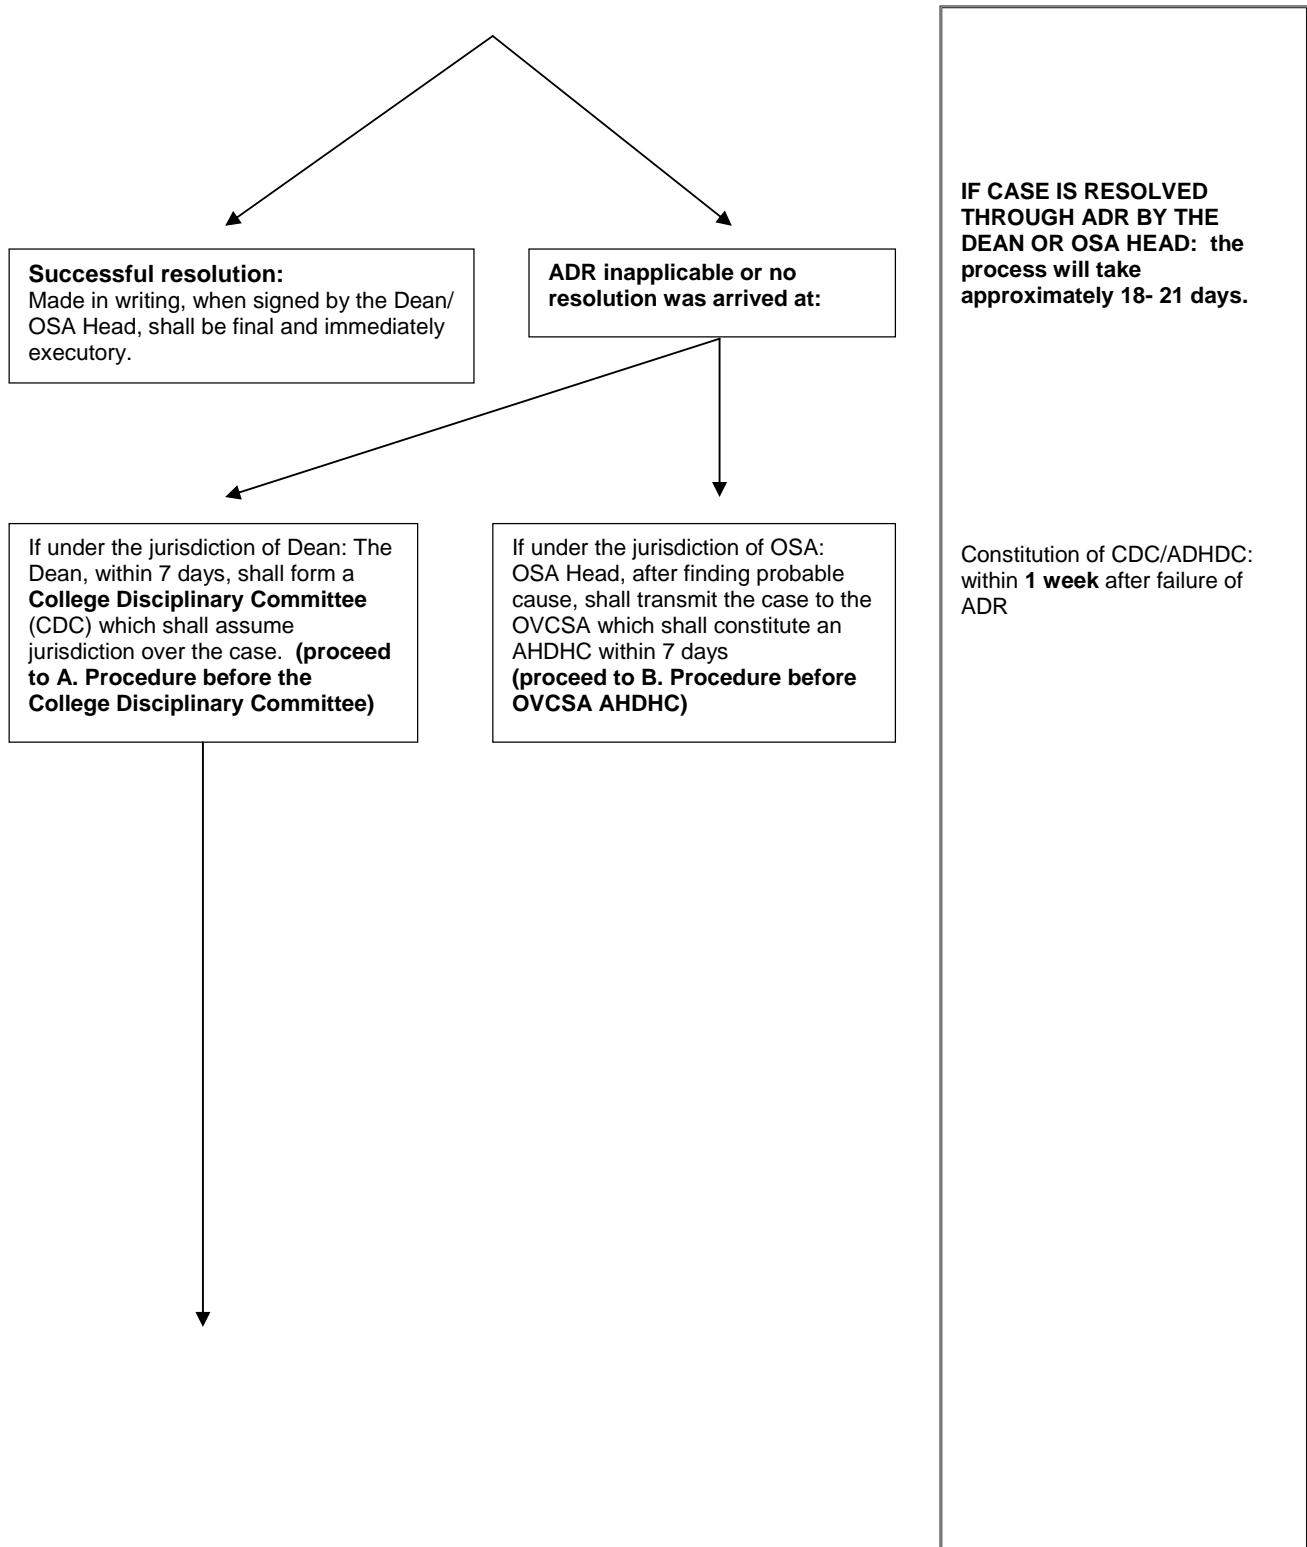 Successful resolution:
Made in writing, when signed by the Dean/
OSA Head, shall be final and immediately
executory.
ADR inapplicable or no
resolution was arrived at:
IF CASE IS RESOLVED
THROUGH ADR BY THE
DEAN OR OSA HEAD: the
process will take
approximately 18- 21 days.
If under the jurisdiction of Dean: The
Dean, within 7 days, shall form a
College Disciplinary Committee
(CDC) which shall assume
jurisdiction over the case. (proceed
to A. Procedure before the
College Disciplinary Committee)
If under the jurisdiction of OSA:
OSA Head, after finding probable
cause, shall transmit the case to the
OVCSA which shall constitute an
AHDHC within 7 days
(proceed to B. Procedure before
OVCSA AHDHC)
Constitution of CDC/ADHDC:
within 1 week after failure of
ADR